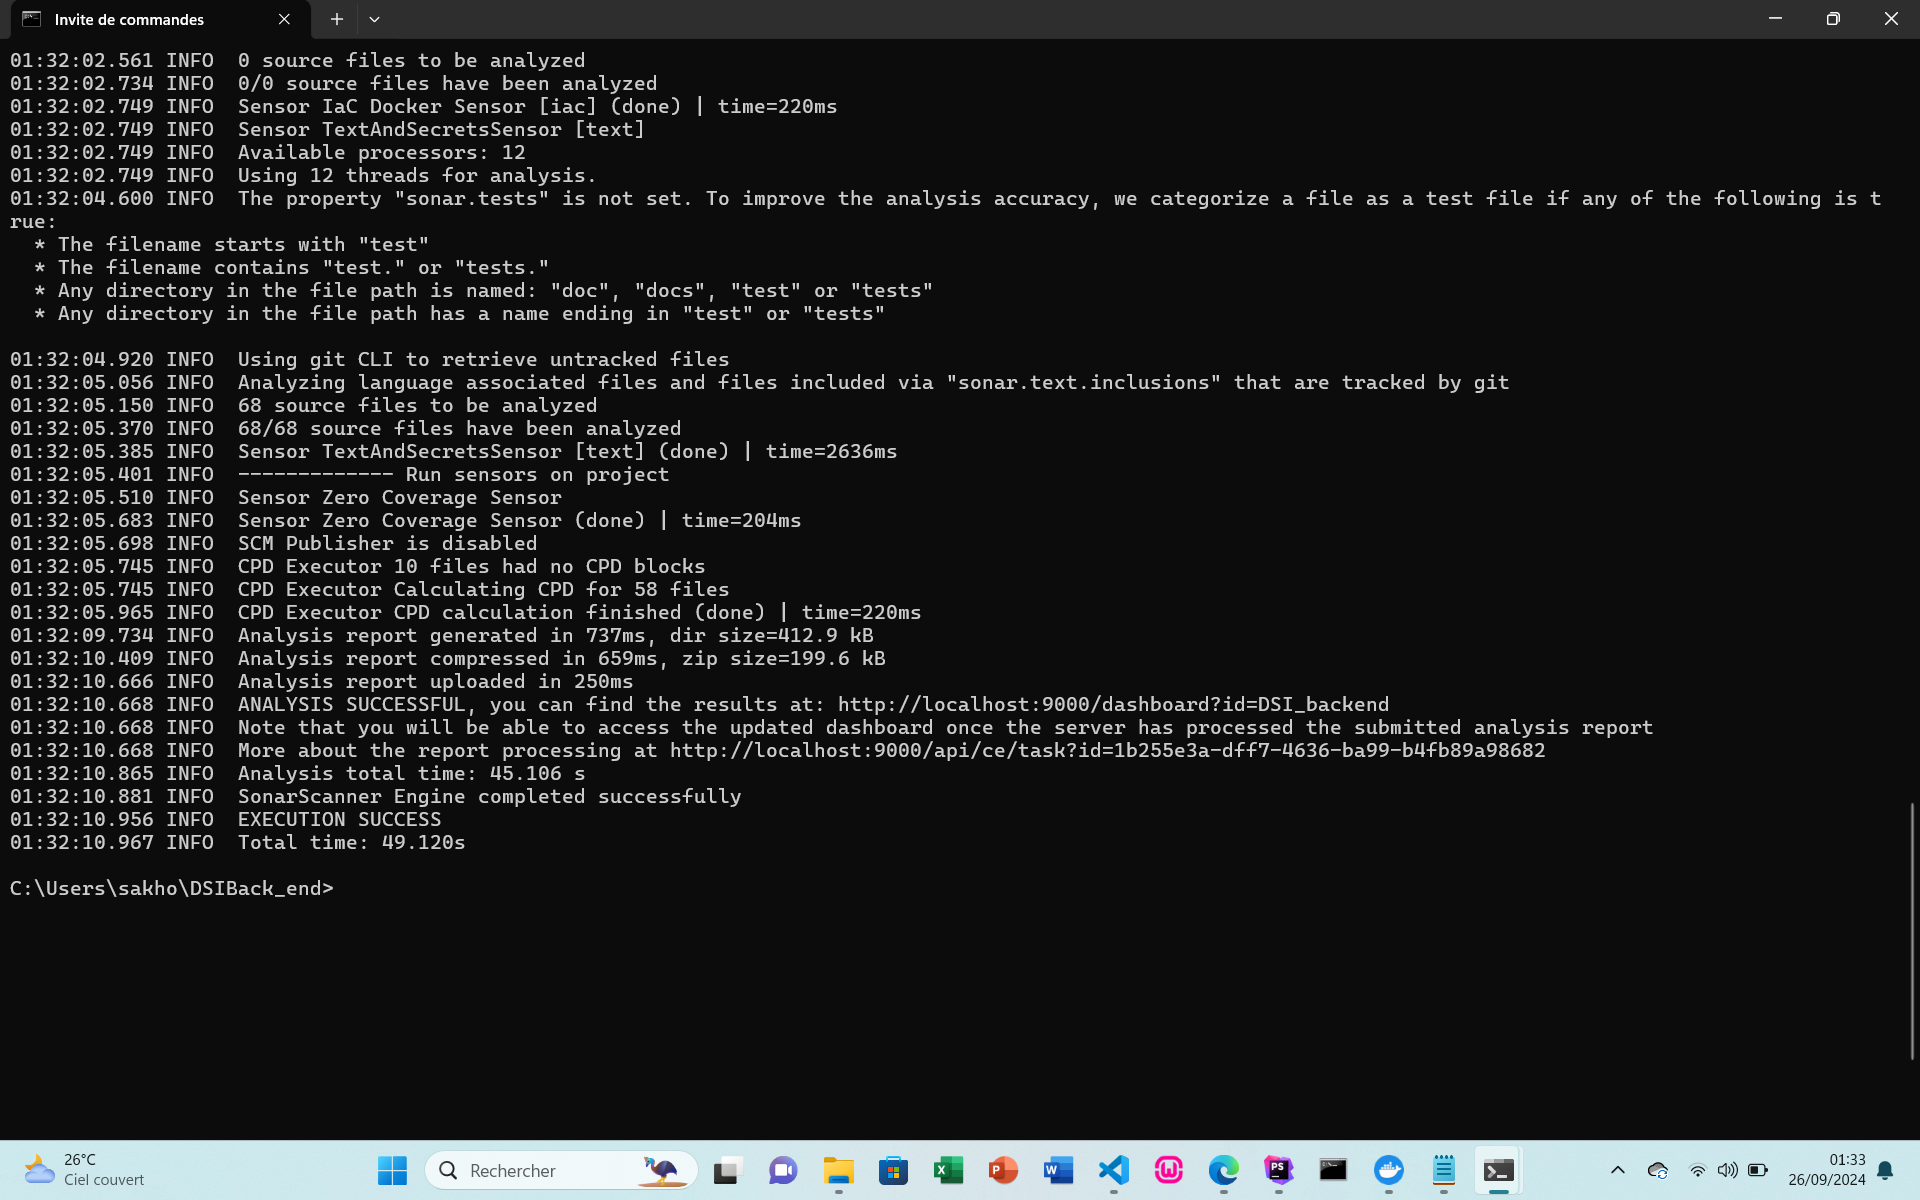 Invite de commandes
01:32:02.561 INFO  0 source files to be analyzed
01:32:02.734 INFO  0/0 source files have been analyzed
01:32:02.749 INFO  Sensor IaC Docker Sensor [iac] (done) | time=220ms
01:32:02.749 INFO  Sensor TextAndSecretsSensor [text]
01:32:02.749 INFO  Available processors: 12
01:32:02.749 INFO  Using 12 threads for analysis.
01:32:04.600 INFO  The property "sonar.tests" is not set. To improve the analysis accuracy, we categorize a file as a test file if any of the following is t
rue:
  * The filename starts with "test"
  * The filename contains "test." or "tests."
  * Any directory in the file path is named: "doc", "docs", "test" or "tests"
  * Any directory in the file path has a name ending in "test" or "tests"
01:32:04.920 INFO  Using git CLI to retrieve untracked files
01:32:05.056 INFO  Analyzing language associated files and files included via "sonar.text.inclusions" that are tracked by git
01:32:05.150 INFO  68 source files to be analyzed
01:32:05.370 INFO  68/68 source files have been analyzed
01:32:05.385 INFO  Sensor TextAndSecretsSensor [text] (done) | time=2636ms
01:32:05.401 INFO  ------------- Run sensors on project
01:32:05.510 INFO  Sensor Zero Coverage Sensor
01:32:05.683 INFO  Sensor Zero Coverage Sensor (done) | time=204ms
01:32:05.698 INFO  SCM Publisher is disabled
01:32:05.745 INFO  CPD Executor 10 files had no CPD blocks
01:32:05.745 INFO  CPD Executor Calculating CPD for 58 files
01:32:05.965 INFO  CPD Executor CPD calculation finished (done) | time=220ms
01:32:09.734 INFO  Analysis report generated in 737ms, dir size=412.9 kB
01:32:10.409 INFO  Analysis report compressed in 659ms, zip size=199.6 kB
01:32:10.666 INFO  Analysis report uploaded in 250ms
01:32:10.668 INFO  ANALYSIS SUCCESSFUL, you can find the results at: http://localhost:9000/dashboard?id=DSI_backend
01:32:10.668 INFO  Note that you will be able to access the updated dashboard once the server has processed the submitted analysis report
01:32:10.668 INFO  More about the report processing at http://localhost:9000/api/ce/task?id=1b255e3a-dff7-4636-ba99-b4fb89a98682
01:32:10.865 INFO  Analysis total time: 45.106 s
01:32:10.881 INFO  SonarScanner Engine completed successfully
01:32:10.956 INFO  EXECUTION SUCCESS
01:32:10.967 INFO  Total time: 49.120s
C:\Users\sakho\DSIBack_end>
26°C
Ciel couvert
Rechercher
01:33
26/09/2024